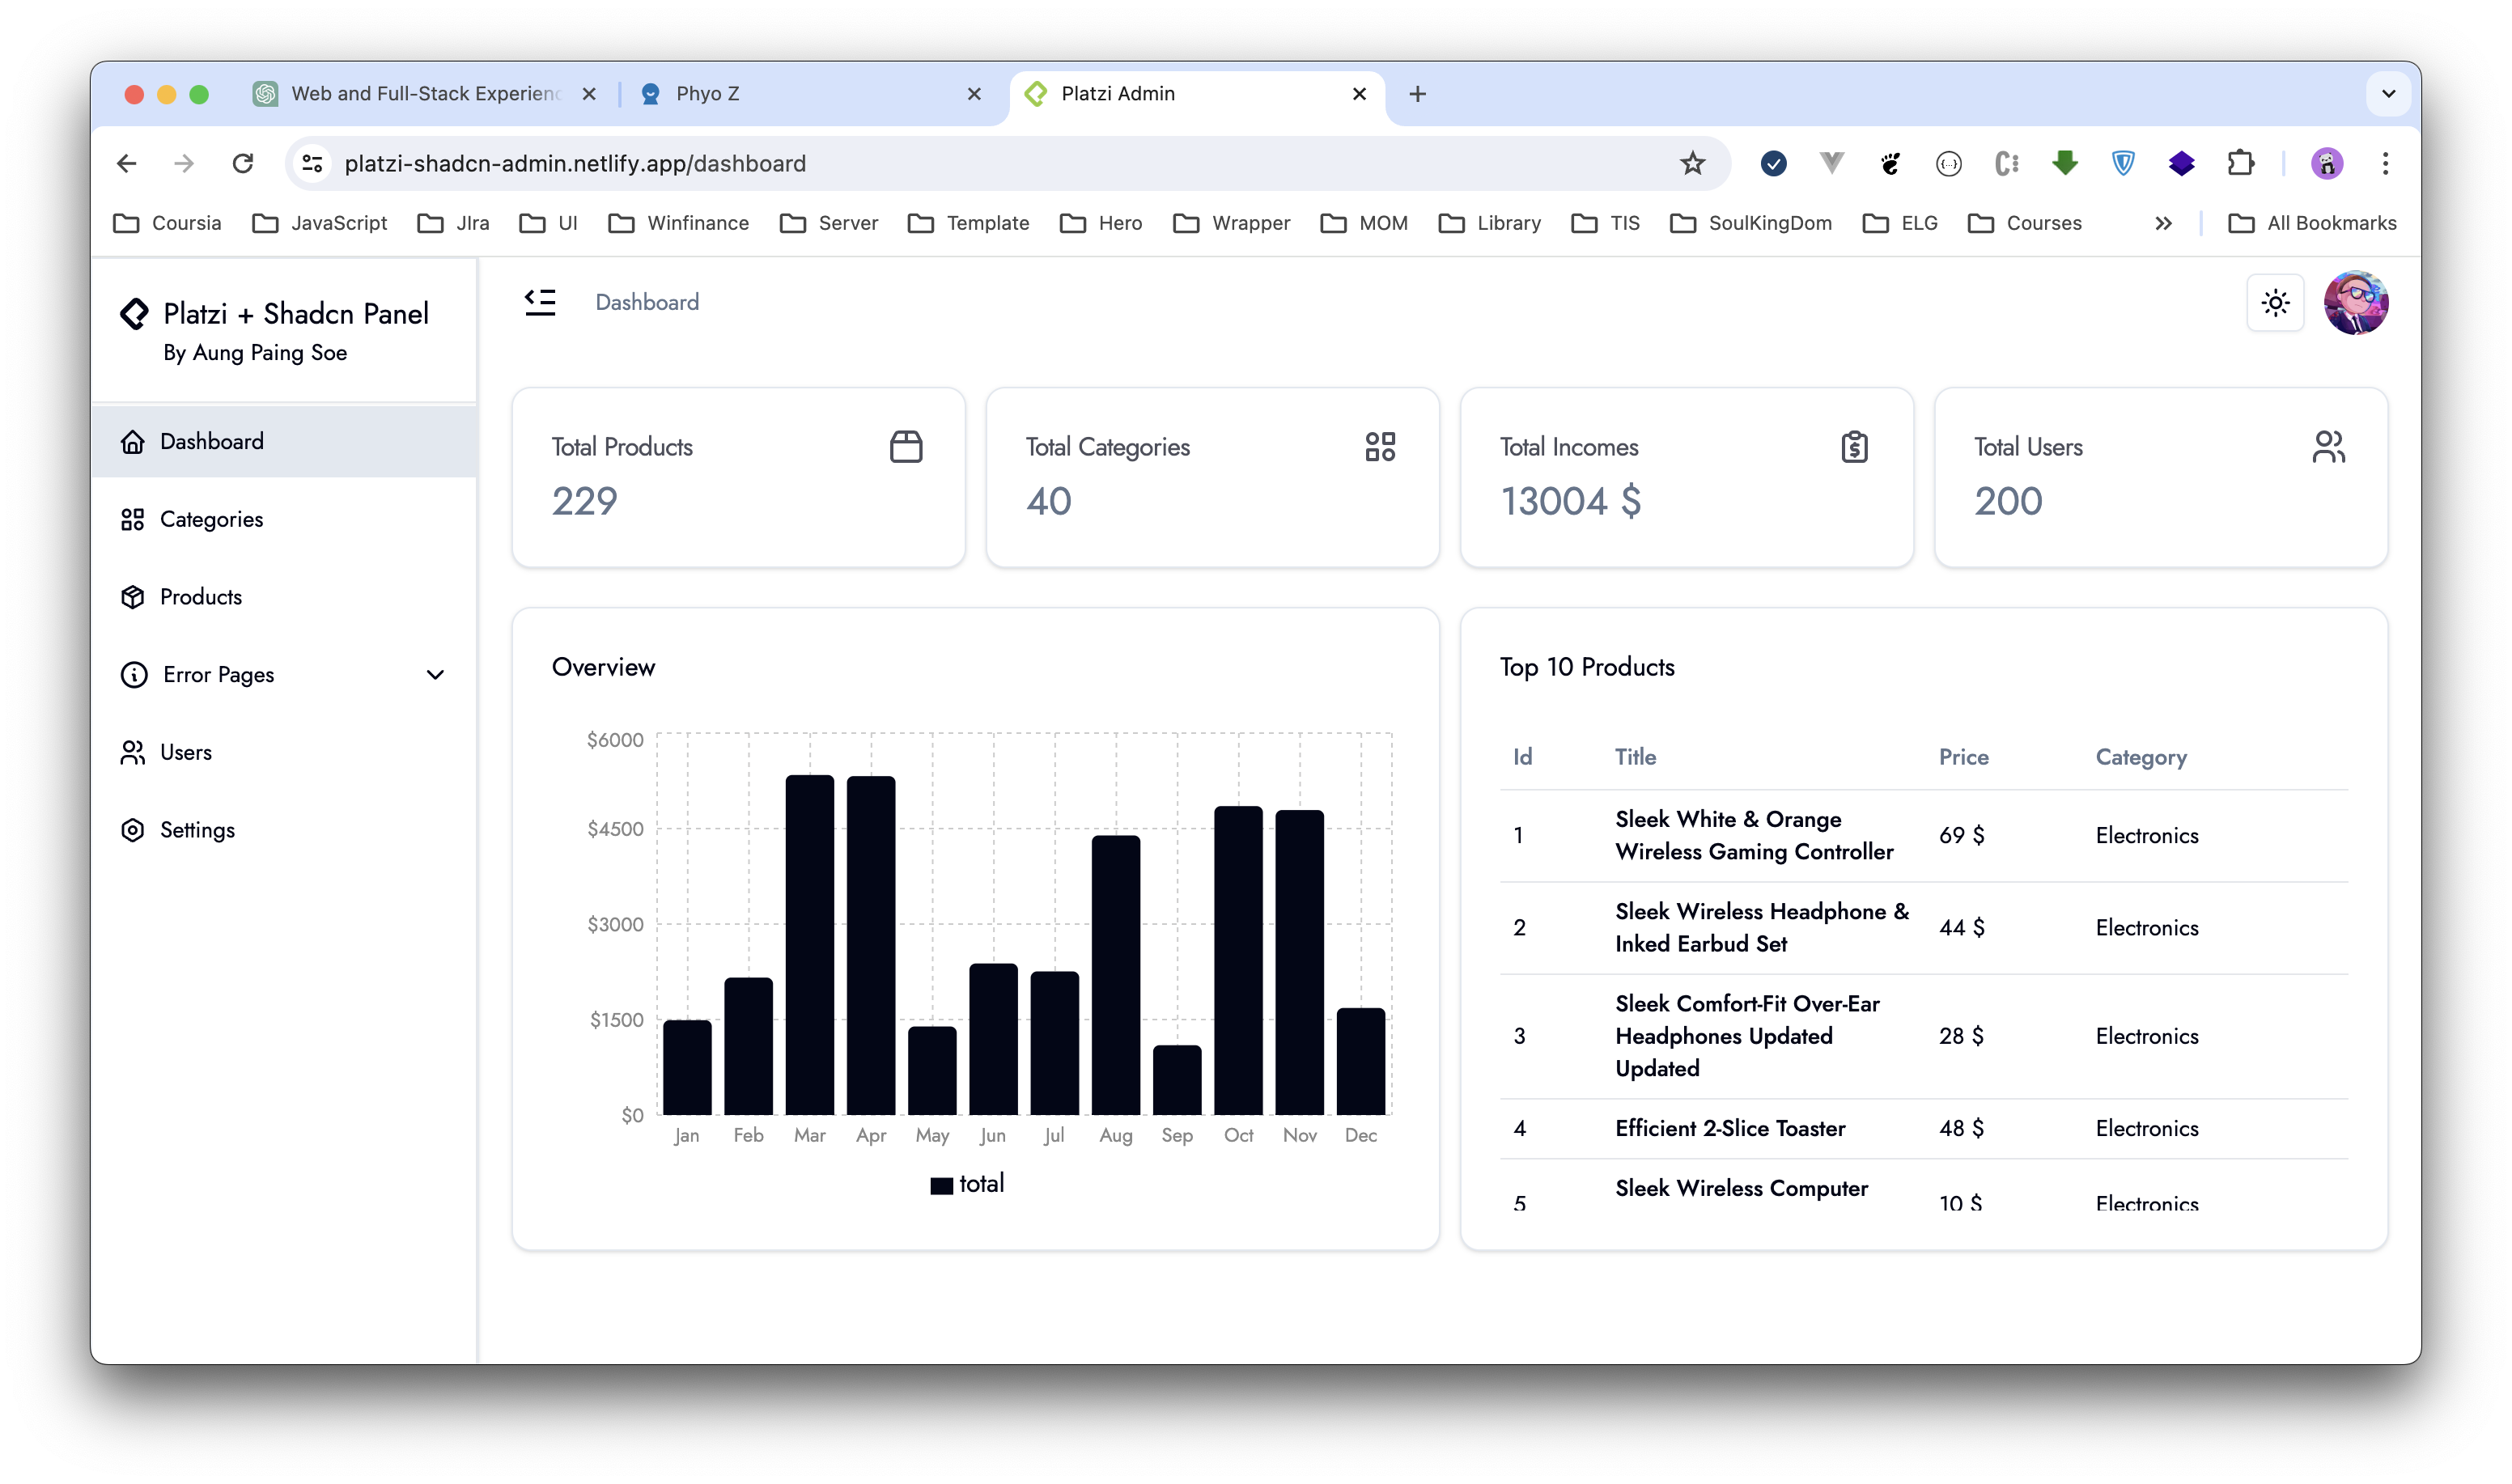 Web and Full-Stack Experien
Phyo Z
Platzi Admin
platzi-shadcn-admin.netlify.app/dashboard
Coursia
JavaScript
JIra
UI
Winfinance
Server
Template
Hero
Wrapper
MOM
Library
TIS
SoulKingDom
ELG
Courses
All Bookmarks
Platzi + Shadcn Panel
By Aung Paing Soe
Dashboard
Categories
Products
Error Pages
Users
Settings
Dashboard
Total Products
229
Total Categories
40
Total Incomes
13004 $
Total Users
200
Overview
$6000
$4500
$3000
$1500
$0
Jan Feb Mar Apr May Jun Jul Aug Sep Oct Nov Dec
total
Top 10 Products
Id Title Price Category
1 Sleek White & Orange
Wireless Gaming Controller 69 $ Electronics
2 Sleek Wireless Headphone &
Inked Earbud Set 44 $ Electronics
3 Sleek Comfort-Fit Over-Ear
Headphones Updated
Updated 28 $ Electronics
4 Efficient 2-Slice Toaster 48 $ Electronics
5 Sleek Wireless Computer 10 $ Electronics